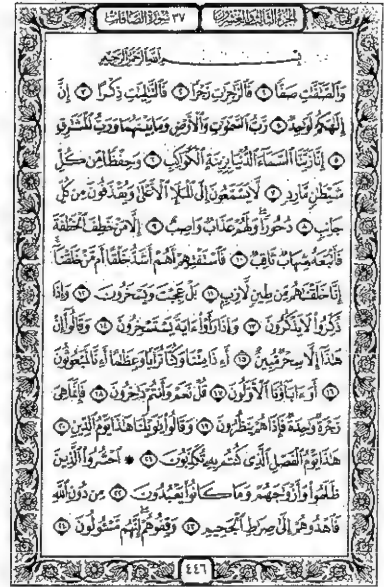 الجزء الثالث والعشرون
٣٧ سورة الصافات
بسم الله الرحمن الرحيم
وَالصَّٰٓفَّٰتِ صَفًّا ١ فَالزَّٰجِرَٰتِ زَجْرًا ٢ فَالتَّٰلِيَٰتِ ذِكْرًا ٣ إِنَّ
إِلَٰهَكُمْ لَوَٰحِدٌ ٤ رَّبُّ السَّمَٰوَٰتِ وَالْأَرْضِ وَمَا بَيْنَهُمَا وَرَبُّ الْمَشَٰرِقِ
٥ إِنَّا زَيَّنَّا السَّمَآءَ الدُّنْيَا بِزِينَةٍ الْكَوَاكِبِ ٦ وَحِفْظًا مِّن كُلِّ
شَيْطَٰنٍ مَّارِدٍ ٧ لَّا يَسَّمَّعُونَ إِلَى الْمَلَإِ الْأَعْلَىٰ وَيُقْذَفُونَ مِن كُلِّ
جَانِبٍ ٨ دُحُورًا وَلَهُمْ عَذَابٌ وَاصِبٌ ٩ إِلَّا مَنْ خَطِفَ الْخَطْفَةَ
فَأَتْبَعَهُ شِهَابٌ ثَاقِبٌ ١٠ فَاسْتَفْتِهِمْ أَهُمْ أَشَدُّ خَلْقًا أَم مَّنْ خَلَقْنَآ
إِنَّا خَلَقْنَٰهُم مِّن طِينٍ لَّازِبٍ ١١ بَلْ عَجِبْتَ وَيَسْخَرُونَ ١٢ وَإِذَا
ذُكِّرُوا لَا يَذْكُرُونَ ١٣ وَإِذَا رَأَوْا ءَايَةً يَسْتَسْخِرُونَ ١٤ وَقَالُوٓا إِنْ
هَٰذَآ إِلَّا سِحْرٌ مُّبِينٌ ١٥ أَءِذَا مِتْنَا وَكُنَّا تُرَابًا وَعِظَٰمًا أَءِنَّا لَمَبْعُوثُونَ
١٦ أَوَءَابَآؤُنَا الْأَوَّلُونَ ١٧ قُلْ نَعَمْ وَأَنتُمْ دَٰخِرُونَ ١٨ فَإِنَّمَا هِيَ
زَجْرَةٌ وَٰحِدَةٌ فَإِذَا هُمْ يَنظُرُونَ ١٩ وَقَالُوا يَٰوَيْلَنَا هَٰذَا يَوْمُ الدِّينِ ٢٠
هَٰذَا يَوْمُ الْفَصْلِ الَّذِي كُنتُم بِهِ تُكَذِّبُونَ ٢١ ۞ احْشُرُوا الَّذِينَ
ظَلَمُوا وَأَزْوَٰجَهُمْ وَمَا كَانُوا يَعْبُدُونَ ٢٢ مِن دُونِ اللَّهِ
فَاهْدُوهُمْ إِلَىٰ صِرَٰطِ الْجَحِيمِ ٢٣ وَقِفُوهُمْ إِنَّهُم مَّسْـُٔولُونَ ٢٤
٤٤٦